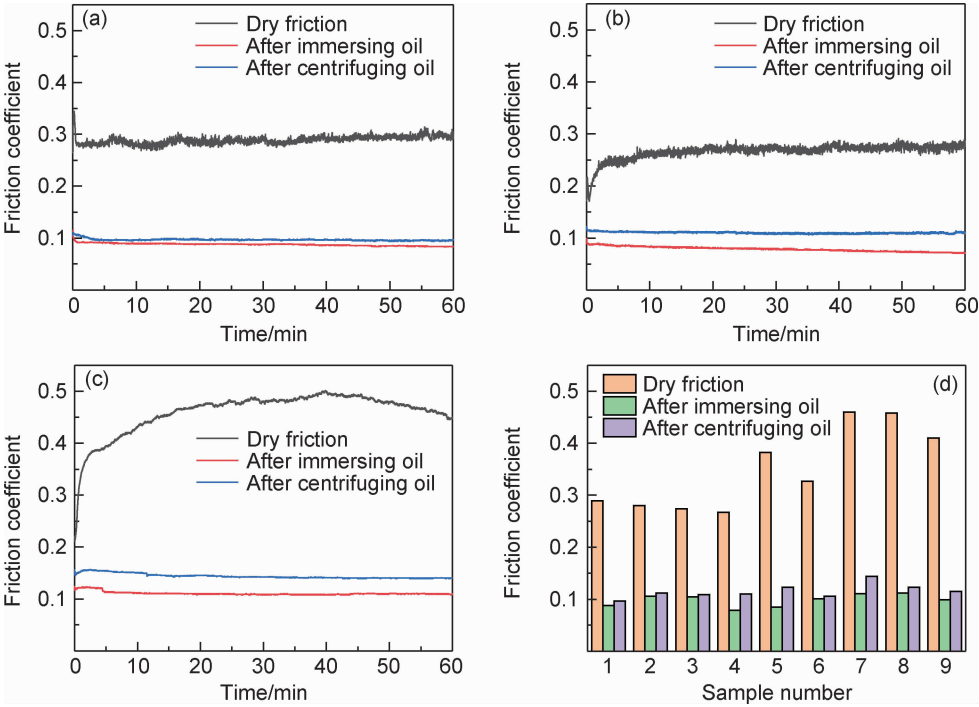 (a)
Dry friction
After immersing oil
After centrifuging oil
Friction coefficient
0.5
0.4
0.3
0.2
0.1
0 10 20 30 40 50 60
Time/min
(b)
Dry friction
After immersing oil
After centrifuging oil
Friction coefficient
0.5
0.4
0.3
0.2
0.1
0 10 20 30 40 50 60
Time/min
(c)
Dry friction
After immersing oil
After centrifuging oil
Friction coefficient
0.5
0.4
0.3
0.2
0.1
0 10 20 30 40 50 60
Time/min
(d)
Dry friction
After immersing oil
After centrifuging oil
Friction coefficient
0.5
0.4
0.3
0.2
0.1
1 2 3 4 5 6 7 8 9
Sample number